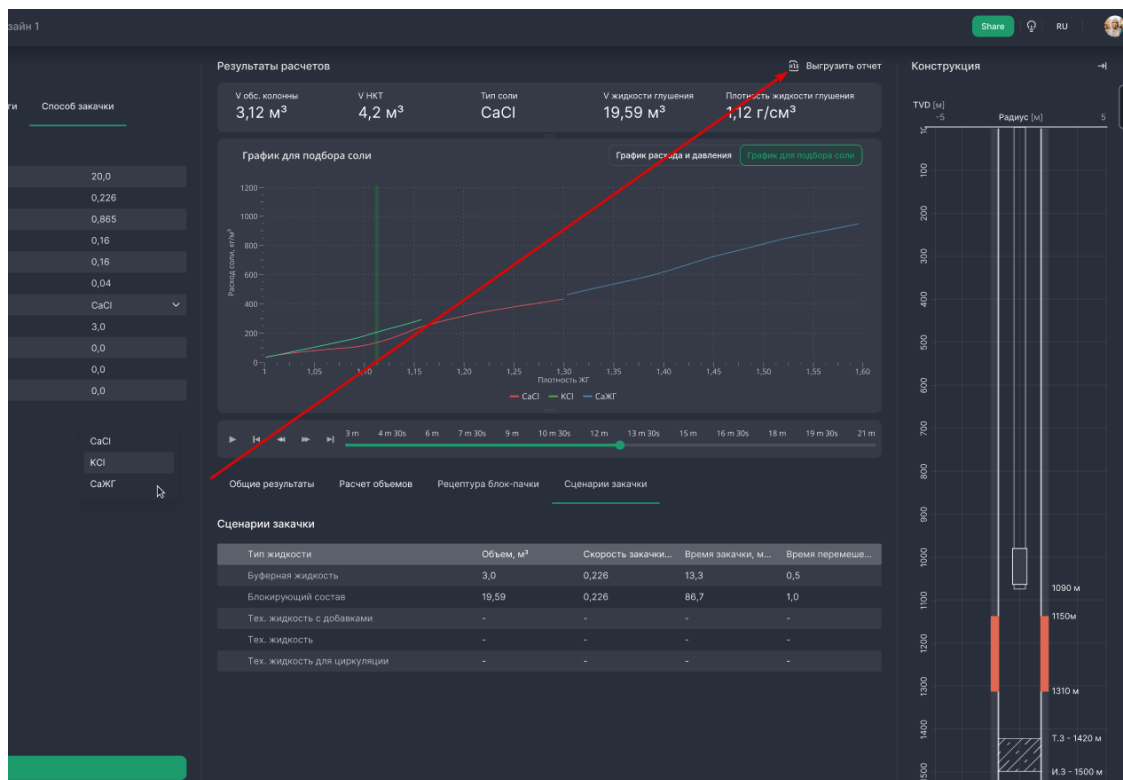 зайн 1
Share
RU
ги
Способ закачки
20,0
0,226
0,865
0,16
0,16
0,04
CaCl
3,0
0,0
0,0
0,0
CaCl
KCl
СаЖГ
Результаты расчетов
Выгрузить отчет
V обс. колонны
V НКТ
Тип соли
V жидкости глушения
Плотность жидкости глушения
3,12 м³
4,2 м³
CaCl
19,59 м³
1,12 г/см³
График для подбора соли
График расхода и давления
График для подбора соли
Расход соли, кг/м³
1200
1000
800
600
400
200
0
1
1,05
1,10
1,15
1,20
1,25
1,30
1,35
1,40
1,45
1,50
1,55
1,60
Плотность ЖГ
CaCl
KCl
СаЖГ
3 m
4 m 30s
6 m
7 m 30s
9 m
10 m 30s
12 m
13 m 30s
15 m
16 m 30s
18 m
19 m 30s
21 m
Общие результаты
Расчет объемов
Рецептура блок-пачки
Сценарии закачки
Сценарии закачки
Тип жидкости
Объем, м³
Скорость закачки...
Время закачки, м...
Время перемеше...
Буферная жидкость
3,0
0,226
13,3
0,5
Блокирующий состав
19,59
0,226
86,7
1,0
Тех. жидкость с добавками
-
-
-
-
Тех. жидкость
-
-
-
-
Тех. жидкость для циркуляции
-
-
-
-
Конструкция
TVD [м]
-5
Радиус [м]
5
100
200
300
400
500
600
700
800
900
1000
1100
1200
1300
1400
1090 м
1150м
1310 м
Т.З - 1420 м
И.З - 1500 м